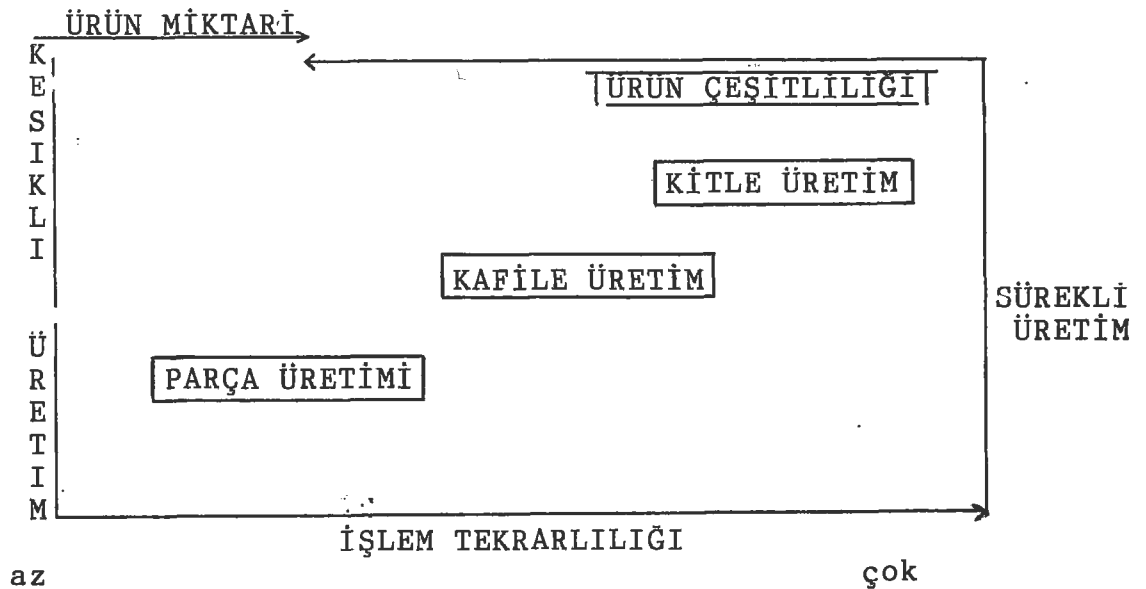 ÜRÜN MİKTARİ
KESIKLI ÜRETIM
ÜRÜN ÇEŞİTLİLİĞİ
KİTLE ÜRETİM
KAFİLE ÜRETİM
SÜREKLİ
ÜRETİM
PARÇA ÜRETİMİ
İŞLEM TEKRARLILIĞI
az
çok